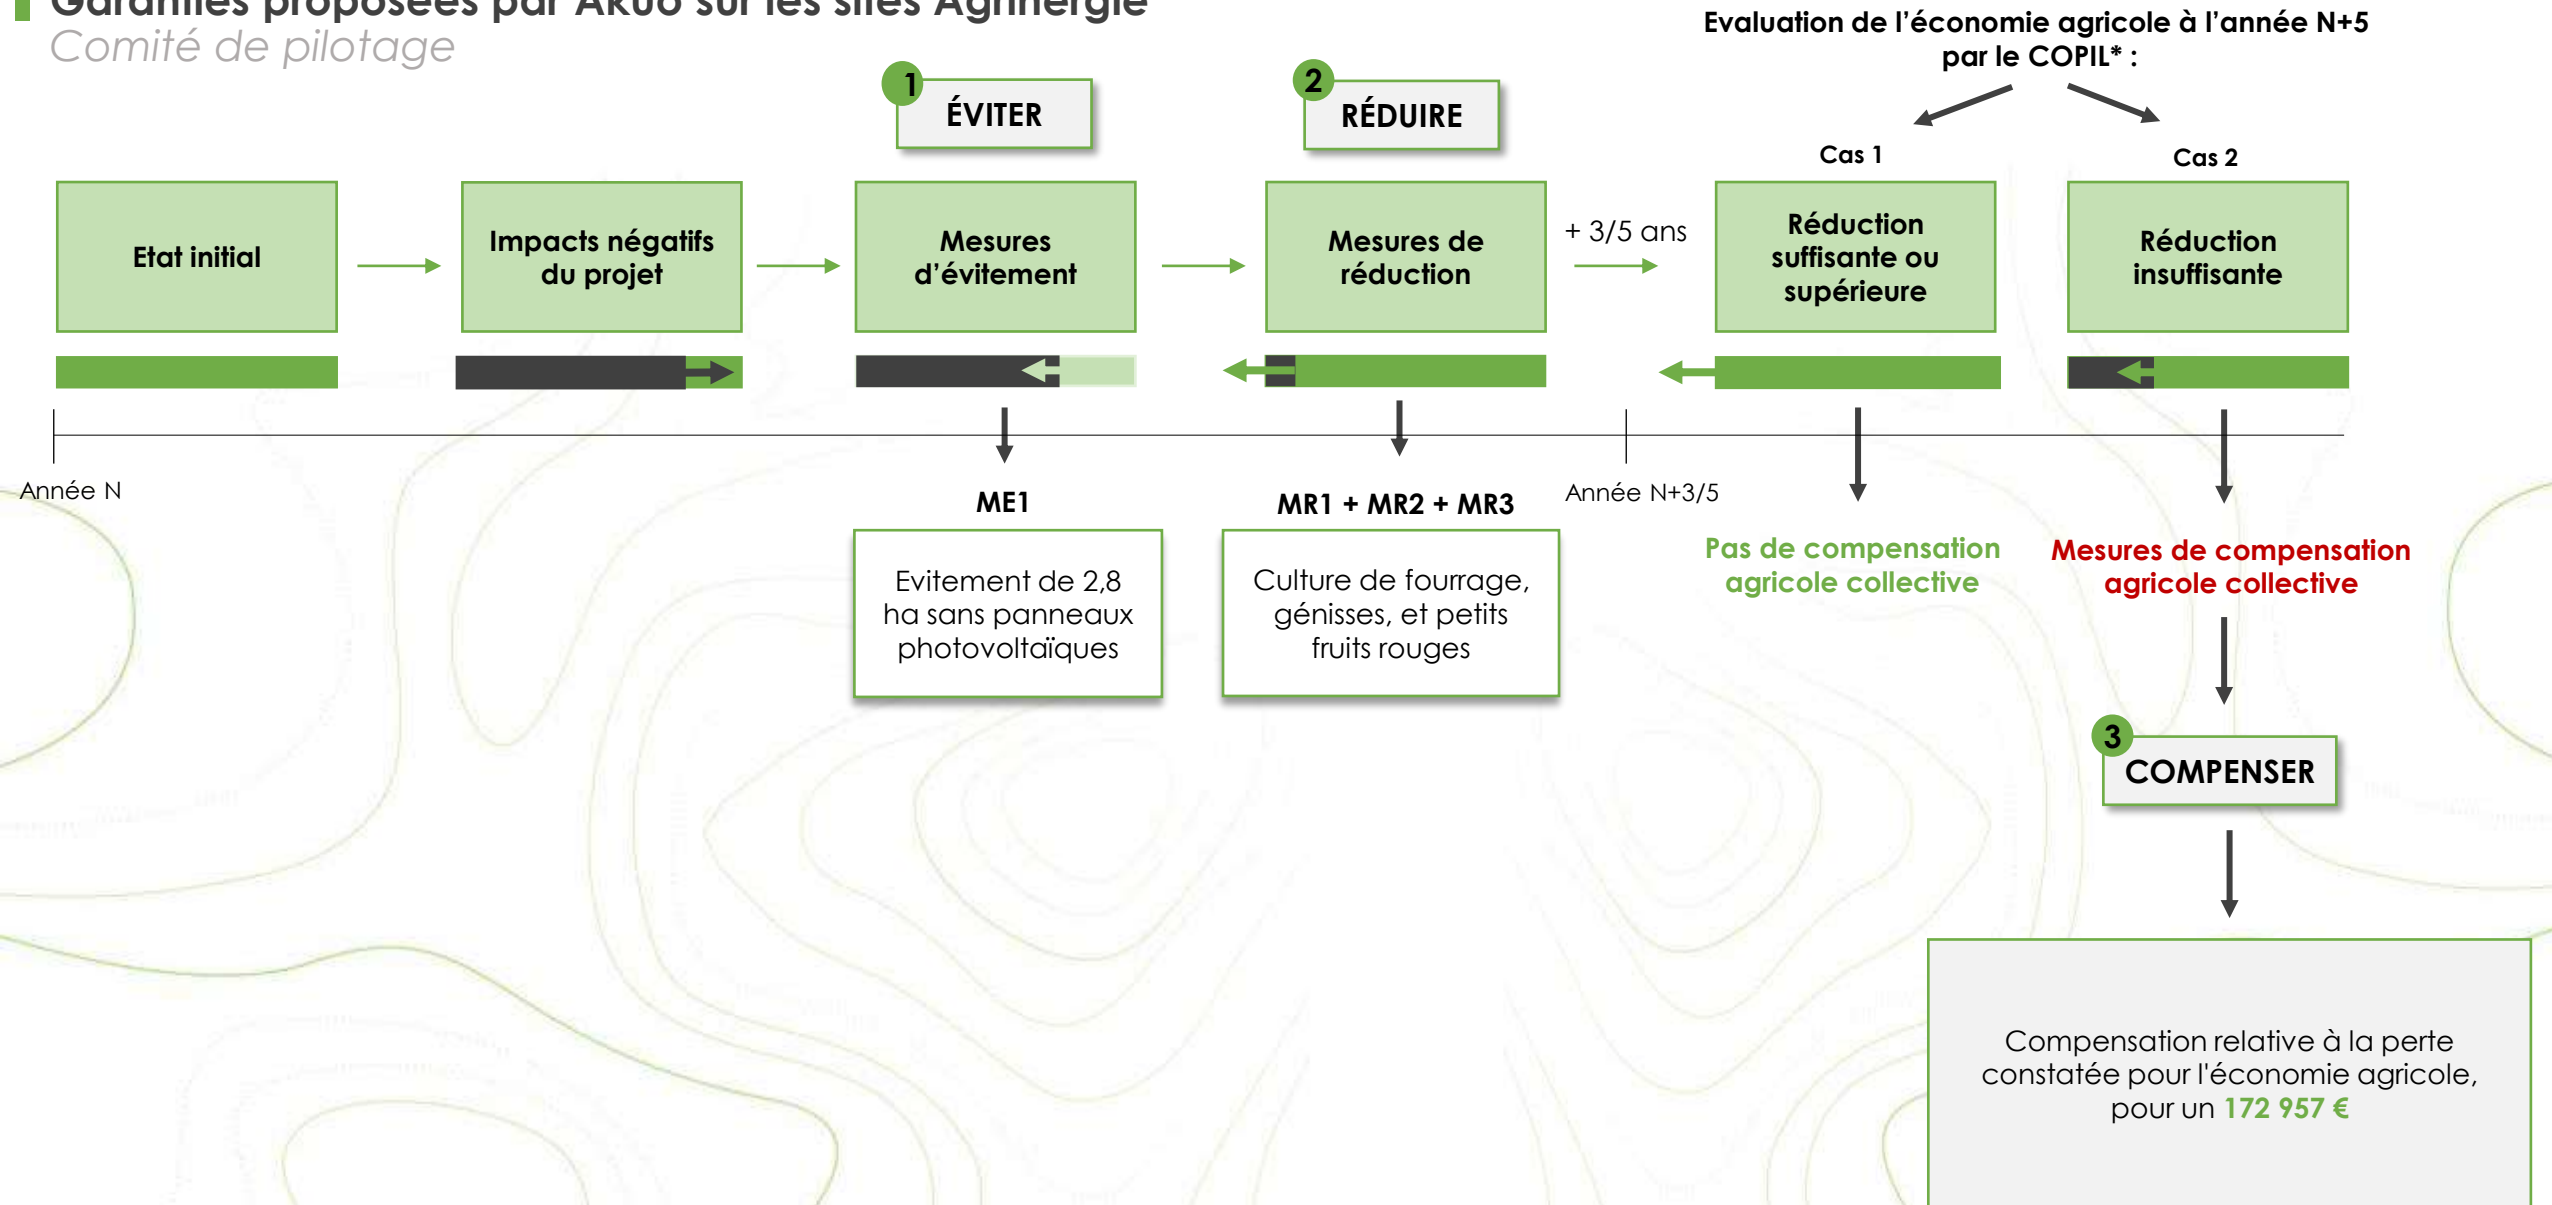 Garanties proposées par Akuo sur les sites Agrinergie
Comité de pilotage
Evaluation de l’économie agricole à l’année N+5
par le COPIL* :
1
ÉVITER
2
RÉDUIRE
Cas 1
Cas 2
Etat initial
Impacts négatifs
du projet
Mesures
d’évitement
Mesures de
réduction
+ 3/5 ans
Réduction
suffisante ou
supérieure
Réduction
insuffisante
Année N
ME1
MR1 + MR2 + MR3
Année N+3/5
Evitement de 2,8
ha sans panneaux
photovoltaïques
Culture de fourrage,
génisses, et petits
fruits rouges
Pas de compensation
agricole collective
Mesures de compensation
agricole collective
3
COMPENSER
Compensation relative à la perte
constatée pour l'économie agricole,
pour un 172 957 €